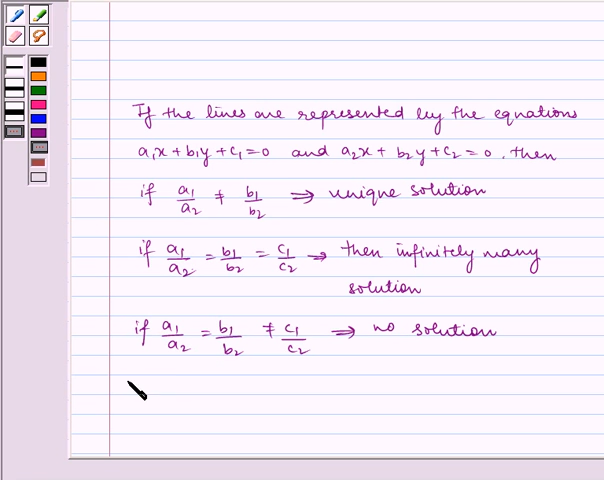 If the lines are represented by the equations
a₁x + b₁y + c₁ = 0 and a₂x + b₂y + c₂ = 0. then
if a₁/a₂ ≠ b₁/b₂ ⇒ unique solution
if a₁/a₂ = b₁/b₂ = c₁/c₂ ⇒ then infinitely many
solution
if a₁/a₂ = b₁/b₂ ≠ c₁/c₂ ⇒ no solution